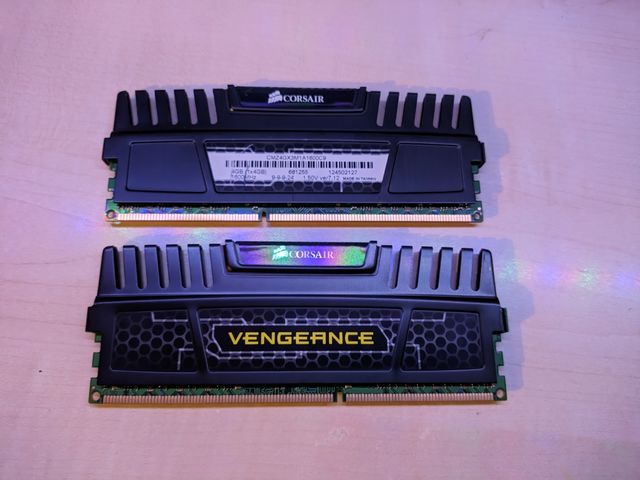 CORSAIR
CMZ4GX3M1A1600C9
4GB (1x4GB) 681255 124502127
1600MHz 9-9-9-24 1.50V ver7.12 MADE IN TAIWAN
CORSAIR
VENGEANCE